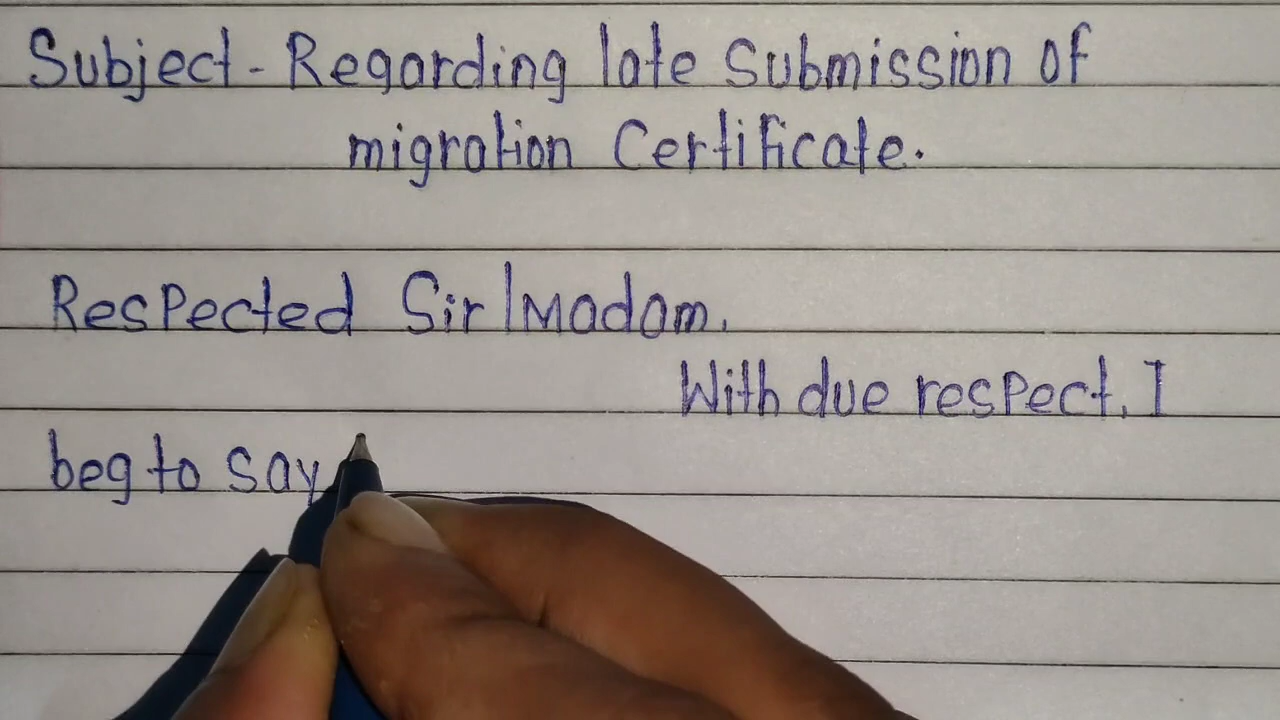 Subject - Regarding late submission of
migration Certificate.
Respected Sir/Madam,
With due respect, I
beg to say